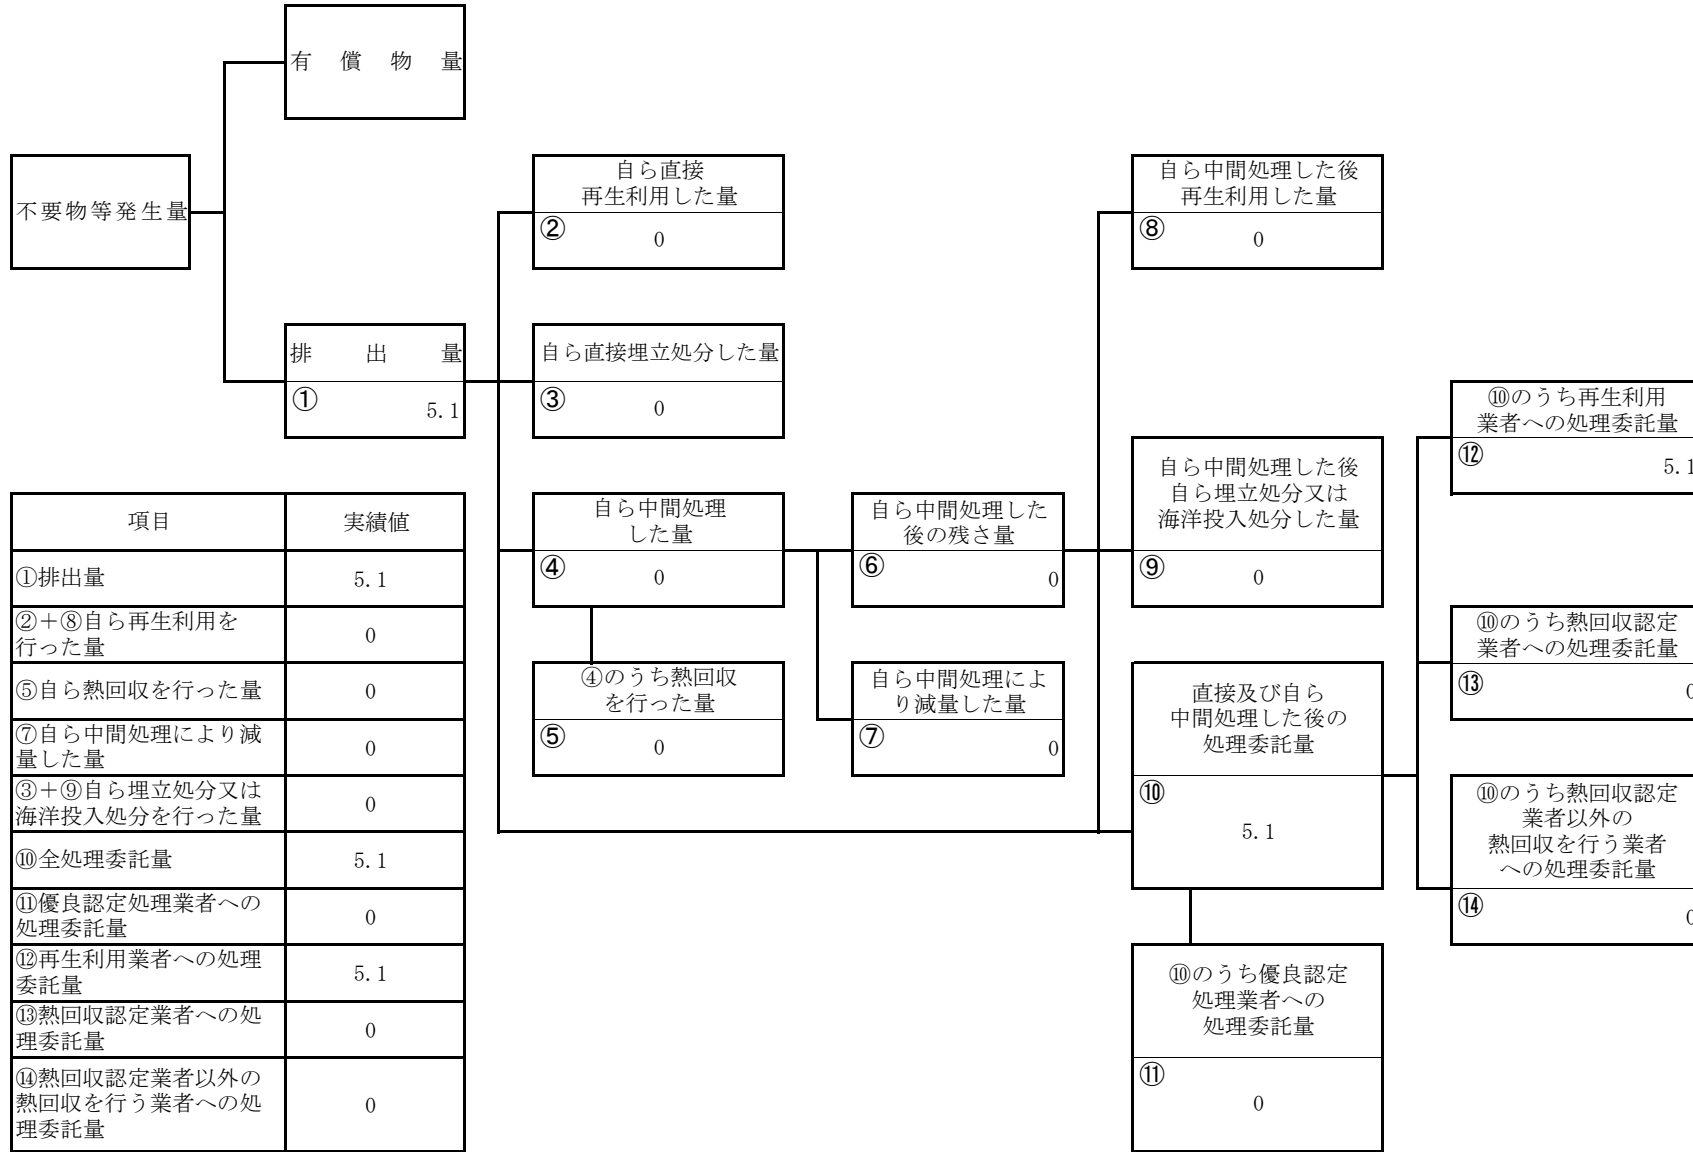 有償物量
不要物等発生量
排出量
①
5.1
自ら直接
再生利用した量
②
0
自ら直接埋立処分した量
③
0
自ら中間処理
した量
④
0
④のうち熱回収
を行った量
⑤
0
自ら中間処理した
後の残さ量
⑥
0
自ら中間処理によ
り減量した量
⑦
0
自ら中間処理した後
再生利用した量
⑧
0
自ら中間処理した後
自ら埋立処分又は
海洋投入処分した量
⑨
0
直接及び自ら
中間処理した後の
処理委託量
⑩
5.1
⑩のうち優良認定
処理業者への
処理委託量
⑪
0
⑩のうち再生利用
業者への処理委託量
⑫
5.1
⑩のうち熱回収認定
業者への処理委託量
⑬
0
⑩のうち熱回収認定
業者以外の
熱回収を行う業者
への処理委託量
⑭
0
項目 実績値
①排出量 5.1
②＋⑧自ら再生利用を
行った量 0
⑤自ら熱回収を行った量 0
⑦自ら中間処理により減
量した量 0
③＋⑨自ら埋立処分又は
海洋投入処分を行った量 0
⑩全処理委託量 5.1
⑪優良認定処理業者への
処理委託量 0
⑫再生利用業者への処理
委託量 5.1
⑬熱回収認定業者への処
理委託量 0
⑭熱回収認定業者以外の
熱回収を行う業者への処
理委託量 0